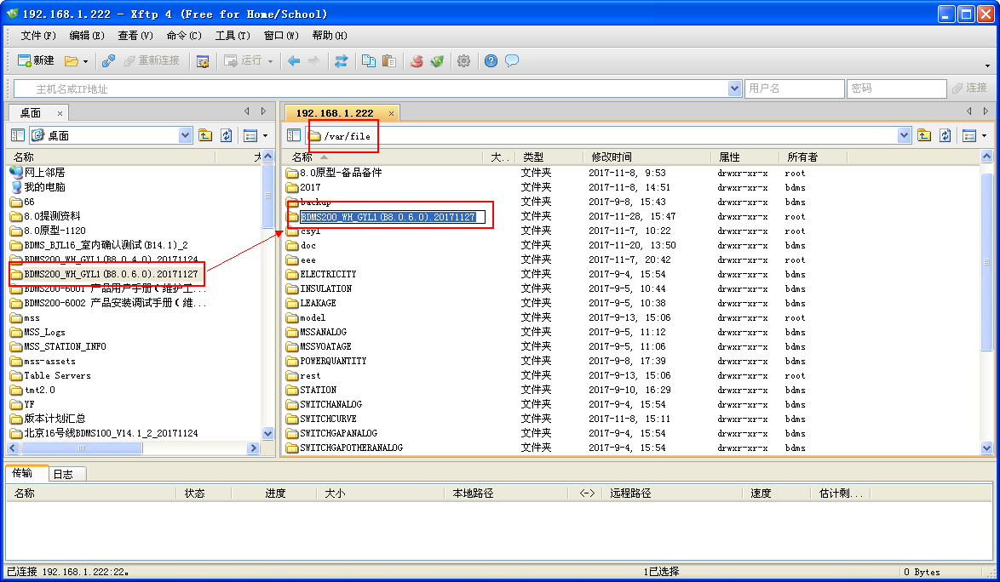 192.168.1.222 - Xftp 4 (Free for Home/School)
文件(F) 编辑(E) 查看(V) 命令(C) 工具(T) 窗口(W) 帮助(H)
新建 重新连接 运行
主机名或IP地址 用户名 密码 连接
桌面 × 192.168.1.222 ×
桌面 /var/file
名称 大
网上邻居
我的电脑
66
8.0提测资料
8.0原型-1120
BDMS_BJL16_室内确认测试(B14.1)_2
BDMS200_WH_GYL1(B8.0.4.0).20171124
BDMS200_WH_GYL1(B8.0.6.0).20171127
BDMS200-6001 产品用户手册（维护工...
BDMS200-6002 产品安装调试手册（维...
mss
MSS_Logs
MSS_STATION_INFO
mss-assets
Table Servers
tmt2.0
YF
版本计划汇总
北京16号线BDMS100_V14.1_2_20171124
名称 大.. 类型 修改时间 属性 所有者
8.0原型-备品备件 文件夹 2017-11-8, 9:53 drwxr-xr-x root
2017 文件夹 2017-11-8, 14:51 drwxr-xr-x bdms
backup 文件夹 2017-9-8, 15:43 drwxr-xr-x bdms
BDMS200_WH_GYL1(B8.0.6.0).20171127 文件夹 2017-11-28, 15:47 drwxr-xr-x root
csyl 文件夹 2017-11-7, 10:22 drwxr-xr-x bdms
doc 文件夹 2017-11-20, 13:50 drwxr-xr-x bdms
eee 文件夹 2017-11-7, 20:42 drwxr-xr-x root
ELECTRICITY 文件夹 2017-9-4, 15:54 drwxr-xr-x bdms
INSULATION 文件夹 2017-9-5, 10:44 drwxr-xr-x bdms
LEAKAGE 文件夹 2017-9-5, 10:38 drwxr-xr-x bdms
model 文件夹 2017-9-13, 15:06 drwxr-xr-x root
MSSANALOG 文件夹 2017-9-5, 11:12 drwxr-xr-x bdms
MSSVOATAGE 文件夹 2017-9-5, 11:06 drwxr-xr-x bdms
POWERQUANTITY 文件夹 2017-9-8, 17:39 drwxr-xr-x bdms
rest 文件夹 2017-9-13, 15:06 drwxr-xr-x root
STATION 文件夹 2017-9-10, 16:29 drwxr-xr-x bdms
SWITCHANALOG 文件夹 2017-9-4, 15:54 drwxr-xr-x bdms
SWITCHCURVE 文件夹 2017-11-8, 15:11 drwxr-xr-x bdms
SWITCHGAPANALOG 文件夹 2017-9-4, 15:54 drwxr-xr-x bdms
SWITCHGAPOTHERANALOG 文件夹 2017-9-4, 15:54 drwxr-xr-x bdms
传输 日志
名称 状态 进度 大小 本地路径 <-> 远程路径 速度 估计剩...
已连接 192.168.1.222:22。 1已选择 0 Bytes